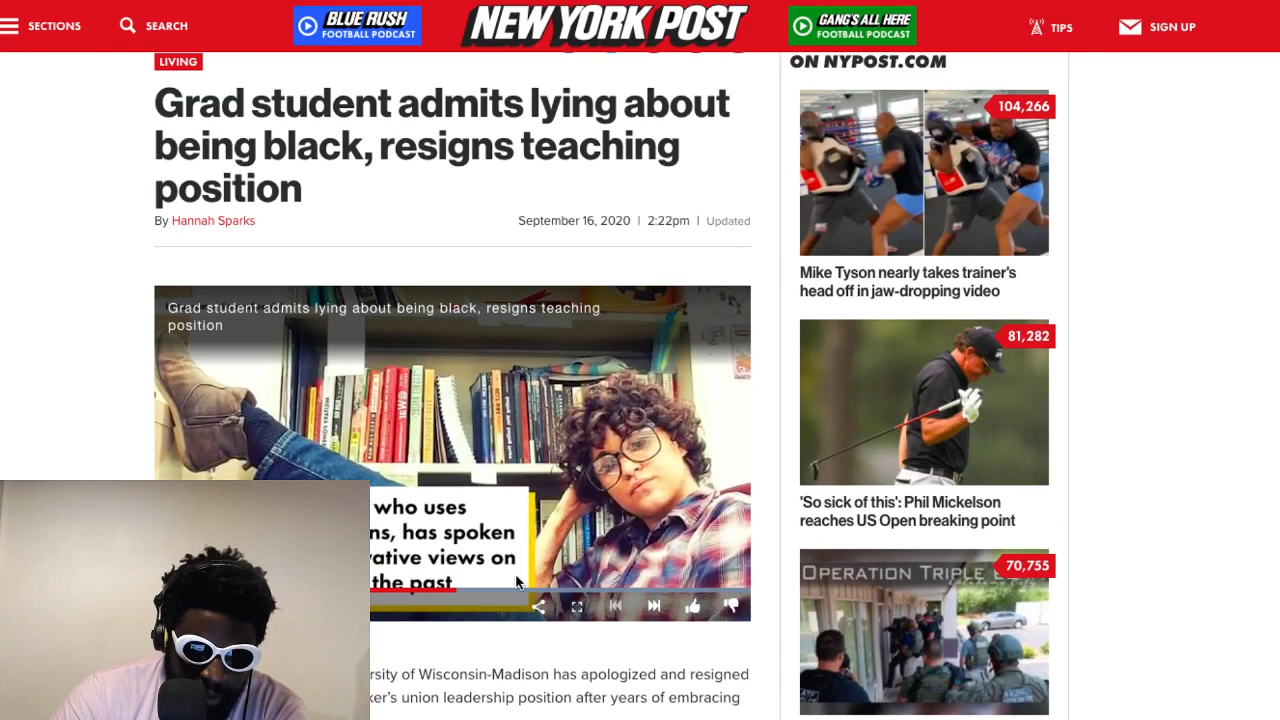 SECTIONS
SEARCH
BLUE RUSH
FOOTBALL PODCAST
NEW YORK POST
GANG'S ALL HERE
FOOTBALL PODCAST
TIPS
SIGN UP
LIVING
Grad student admits lying about
being black, resigns teaching
position
By Hannah Sparks
September 16, 2020 | 2:22pm | Updated
Grad student admits lying by being black, resigns teaching
position
who uses
ns, has spoken
ative views on
the past
rsity of Wisconsin-Madison has apologized and resigned
ker's union leadership position after years of embracing
ON NYPOST.COM
104,266
Mike Tyson nearly takes trainer's
head off in jaw-dropping video
81,282
'So sick of this': Phil Mickelson
reaches US Open breaking point
OPERATION TRIPLE
70,755